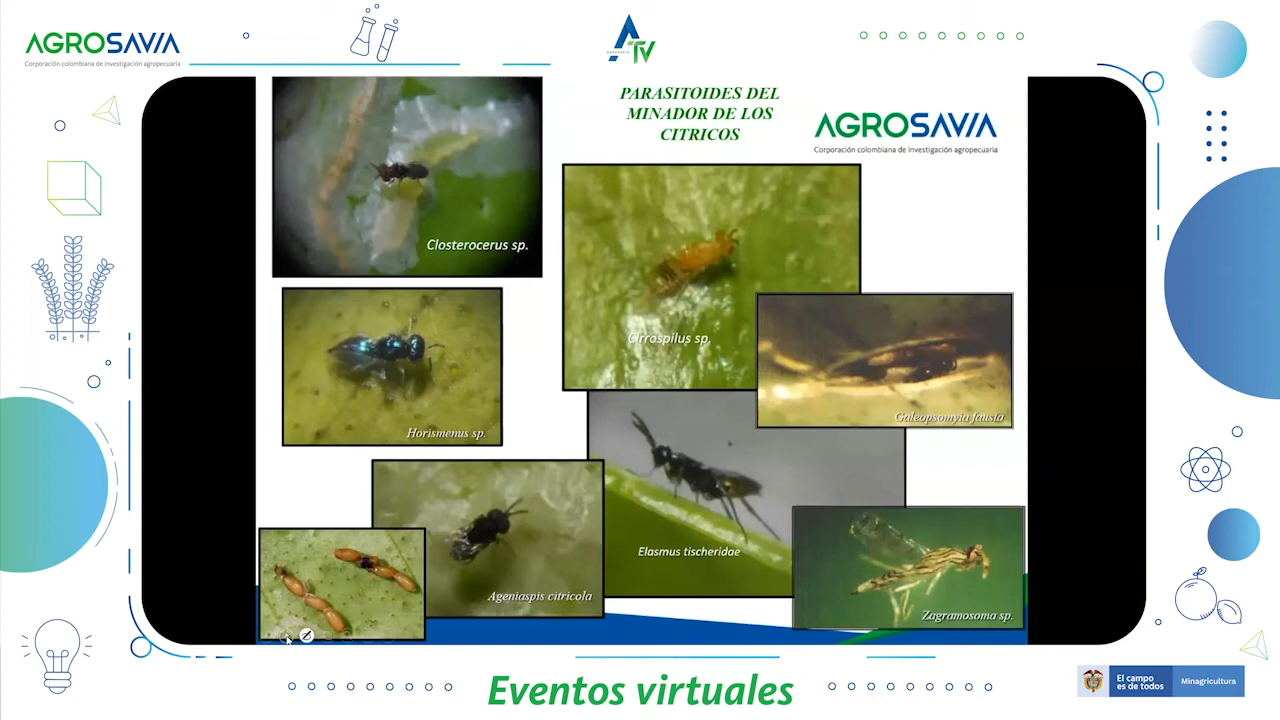 AGROSAVIA
Corporación colombiana de investigación agropecuaria
AGROSAVIA
TV
PARASITOIDES DEL
MINADOR DE LOS
CITRICOS
AGROSAVIA
Corporación colombiana de investigación agropecuaria
Closterocerus sp.
Cirrospilus sp.
Galeopsomyia fausta
Horismenus sp.
Elasmus tischeridae
Ageniaspis citricola
Zagramosoma sp.
Eventos virtuales
El campo
es de todos
Minagricultura